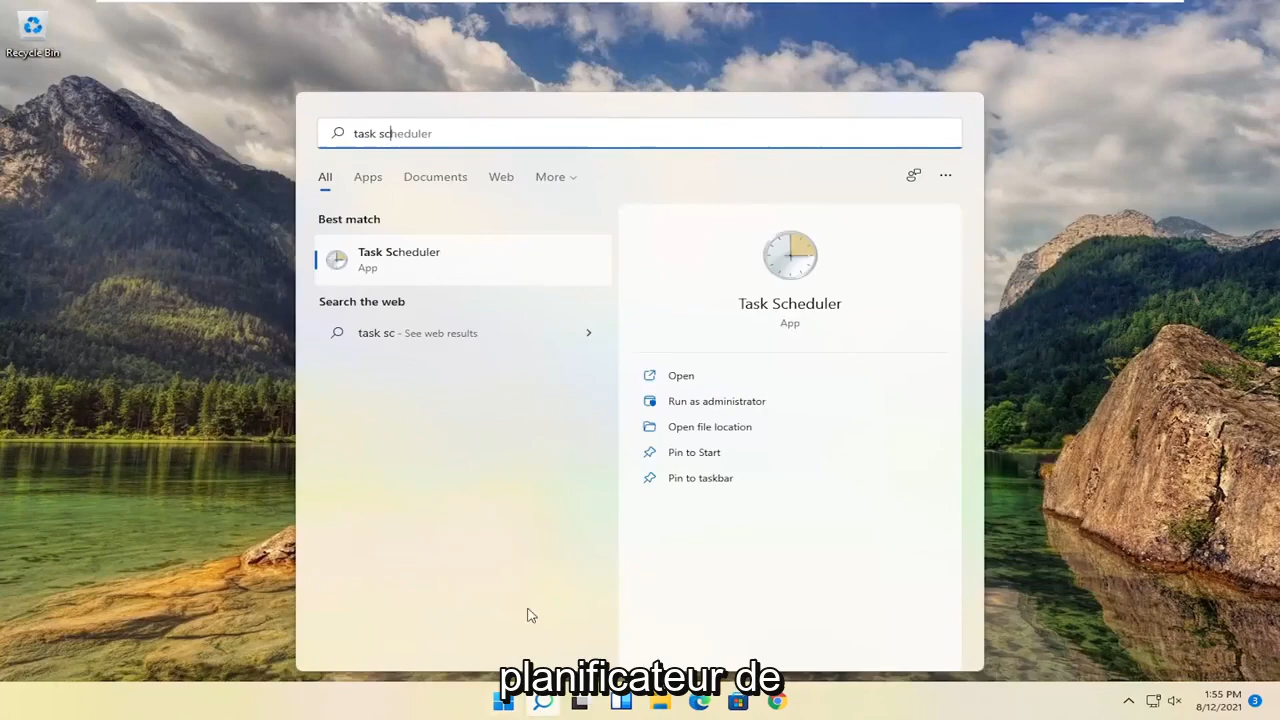 Recycle Bin
task scheduler
All
Apps
Documents
Web
More
...
Best match
Task Scheduler
App
Search the web
task sc - See web results
Task Scheduler
App
Open
Run as administrator
Open file location
Pin to Start
Pin to taskbar
planificateur de
1:55 PM
8/12/2021
3